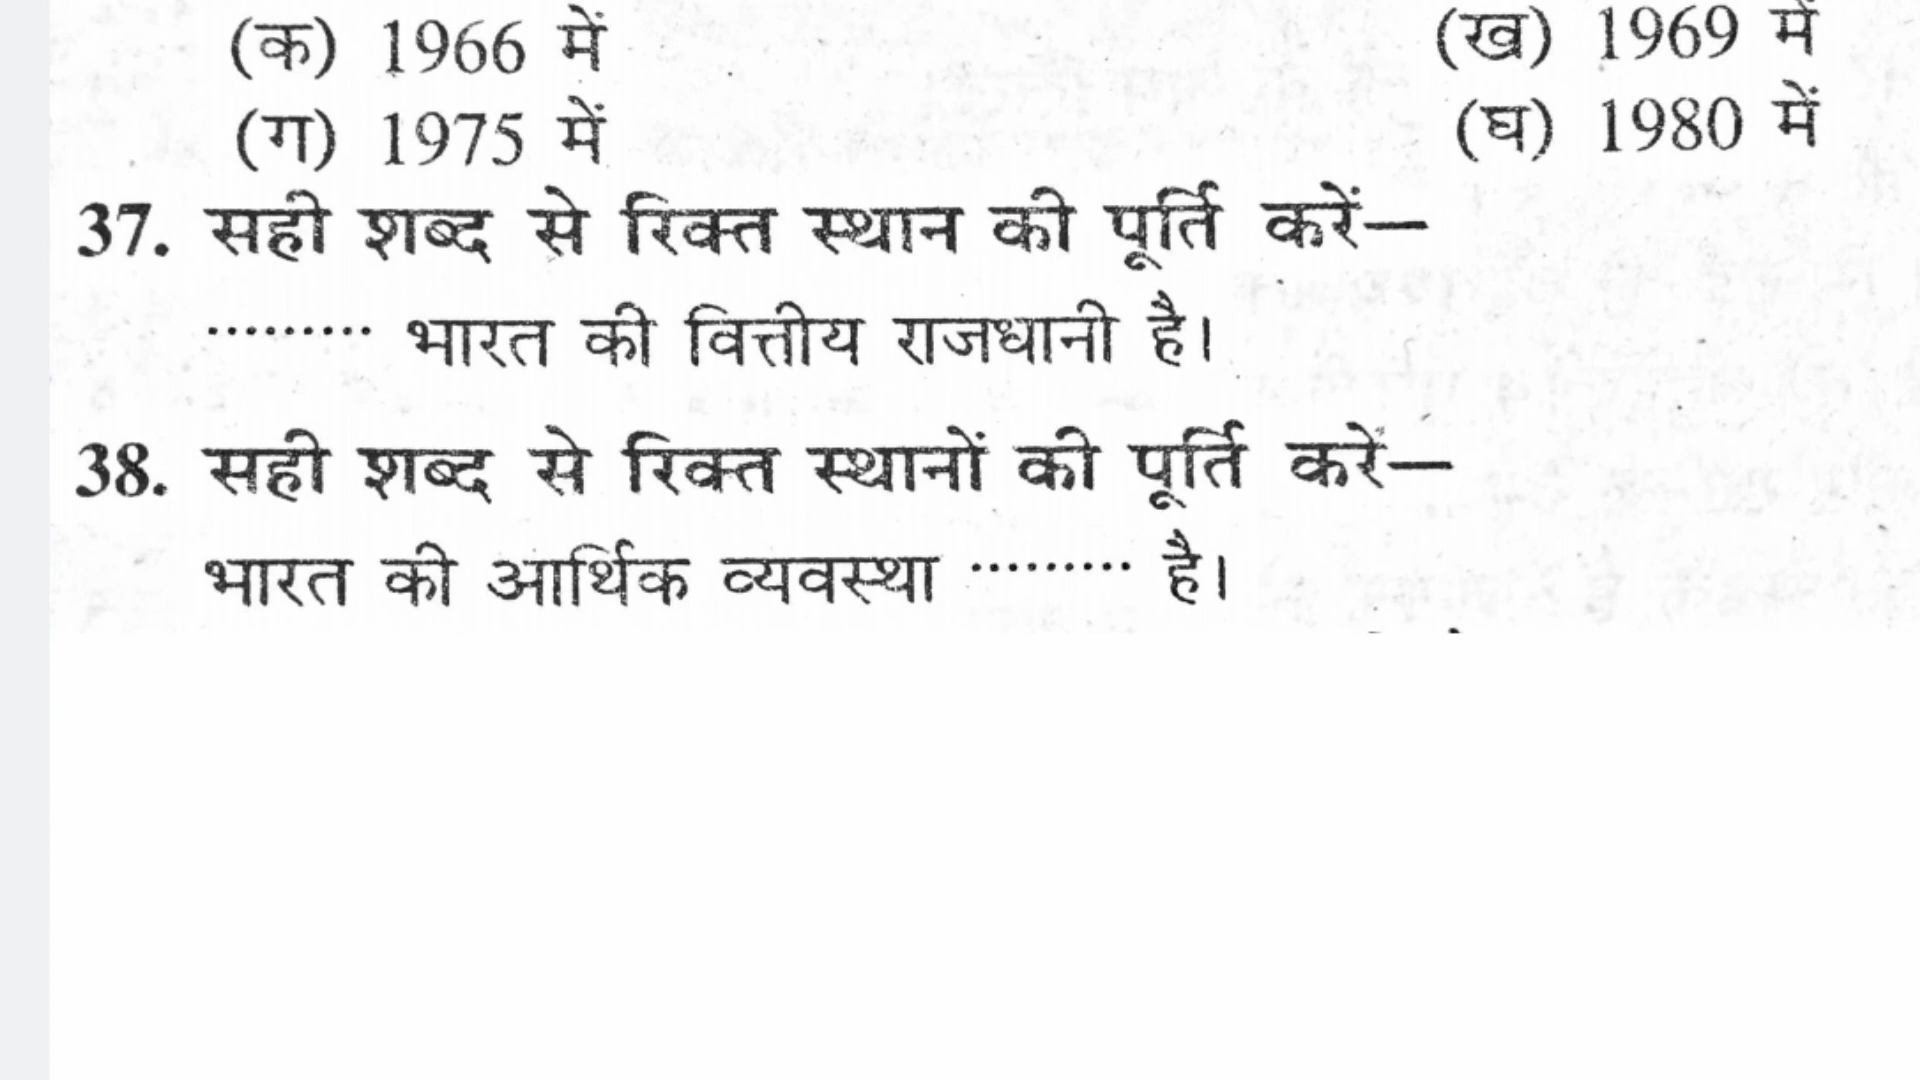 (क) 1966 में (ख) 1969 में
(ग) 1975 में (घ) 1980 में
37. सही शब्द से रिक्त स्थान की पूर्ति करें—
......... भारत की वित्तीय राजधानी है।
38. सही शब्द से रिक्त स्थानों की पूर्ति करें—
भारत की आर्थिक व्यवस्था ......... है।